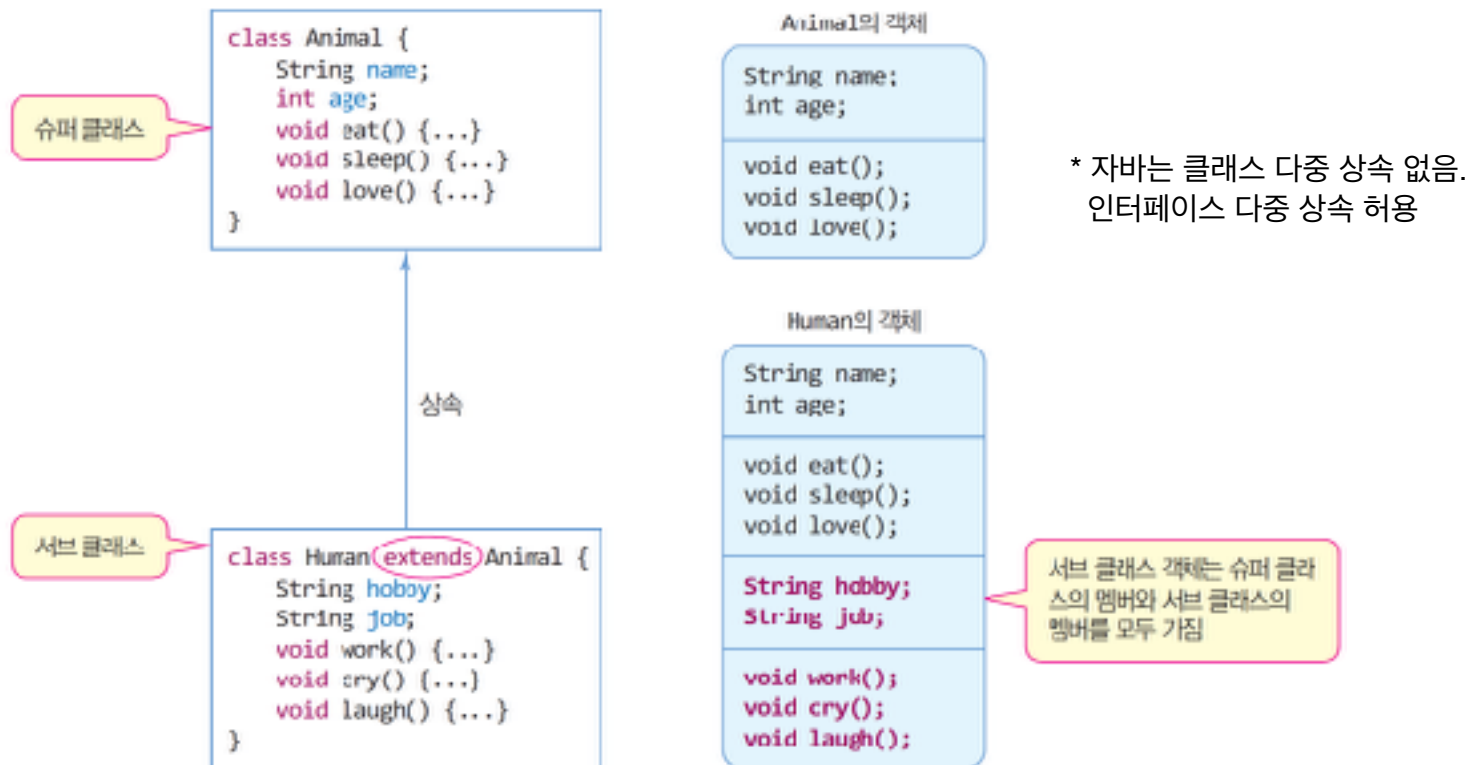 슈퍼 클래스
class Animal {
String name;
int age;
void eat() {...}
void sleep() {...}
void love() {...}
}
상속
서브 클래스
class Human extends Animal {
String hobby;
String job;
void work() {...}
void cry() {...}
void laugh() {...}
}
Animal의 객체
String name;
int age;
void eat();
void sleep();
void love();
Human의 객체
String name;
int age;
void eat();
void sleep();
void love();
String hobby;
String job;
void work();
void cry();
void laugh();
서브 클래스 객체는 슈퍼 클래
스의 멤버와 서브 클래스의
멤버를 모두 가짐
* 자바는 클래스 다중 상속 없음.
인터페이스 다중 상속 허용